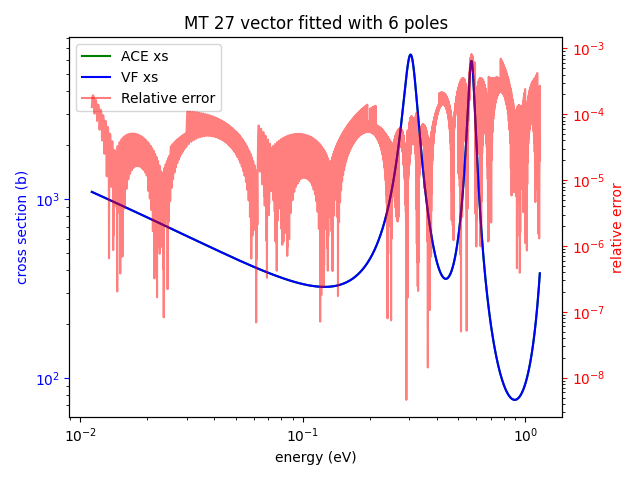 MT 27 vector fitted with 6 poles
ACE xs
VF xs
Relative error
cross section (b)
10³
10²
relative error
10⁻³
10⁻⁴
10⁻⁵
10⁻⁶
10⁻⁷
10⁻⁸
10⁻²
10⁻¹
10⁰
energy (eV)